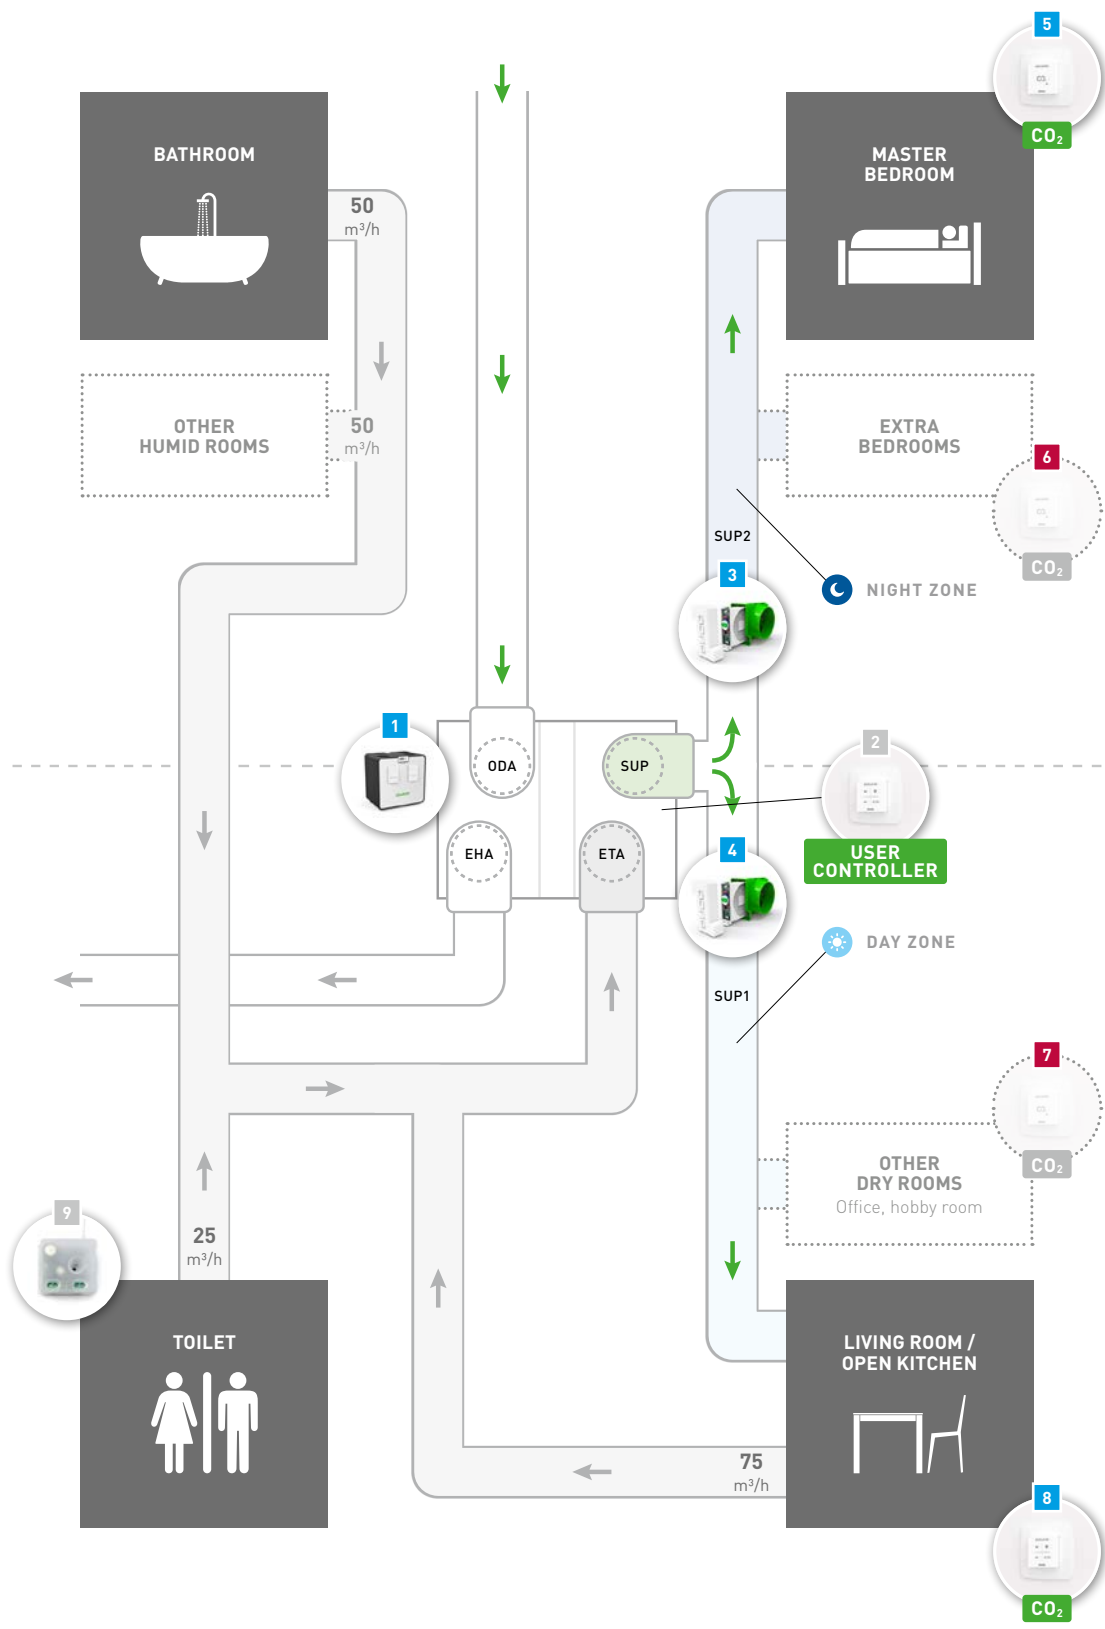 5
CO₂
BATHROOM
MASTER
BEDROOM
50
m³/h
OTHER
HUMID ROOMS
50
m³/h
EXTRA
BEDROOMS
6
CO₂
SUP2
3
NIGHT ZONE
1
ODA
SUP
2
EHA
ETA
4
USER
CONTROLLER
DAY ZONE
SUP1
7
CO₂
OTHER
DRY ROOMS
Office, hobby room
9
25
m³/h
TOILET
LIVING ROOM /
OPEN KITCHEN
75
m³/h
8
CO₂